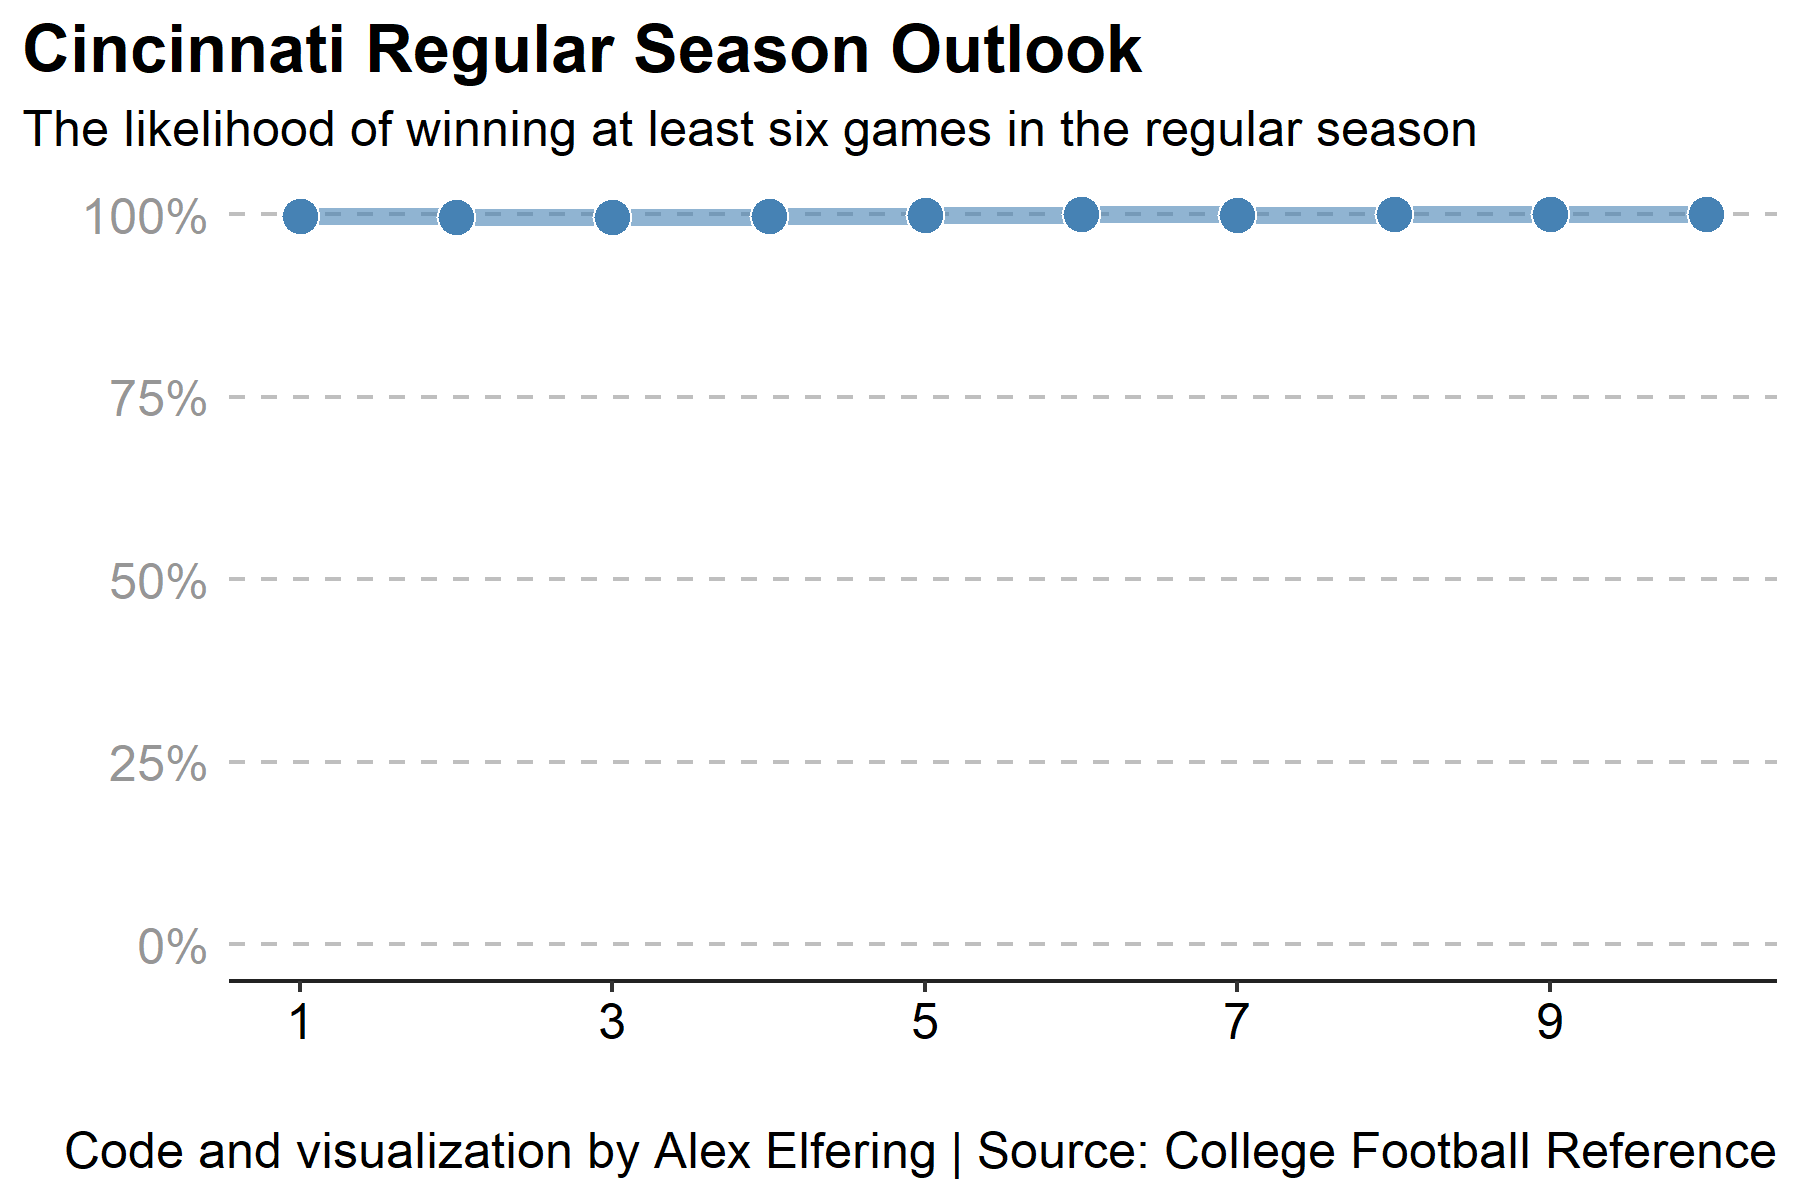 Cincinnati Regular Season Outlook
The likelihood of winning at least six games in the regular season
100%
75%
50%
25%
0%
1 3 5 7 9
Code and visualization by Alex Elfering | Source: College Football Reference